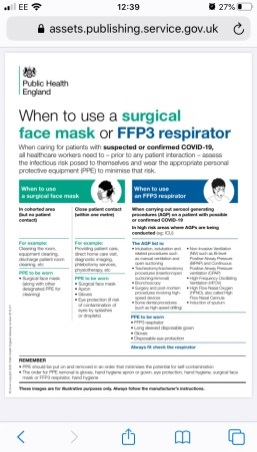 EE 12:39 27%
assets.publishing.service.gov.uk
Public Health
England
When to use a surgical
face mask or FFP3 respirator
When caring for patients with suspected or confirmed COVID-19,
all healthcare workers need to – prior to any patient interaction – assess
the infectious risk posed to themselves and wear the appropriate personal
protective equipment (PPE) to minimise that risk.
When to use
a surgical face mask
In cohorted area
(but no patient
contact)
For example:
Cleaning the room,
equipment cleaning,
discharge patient room
cleaning, etc
PPE to be worn
• Surgical face mask
(along with other
designated PPE for
cleaning)
Close patient contact
(within one metre)
For example:
Providing patient care,
direct home care visit,
diagnostic imaging,
phlebotomy services,
physiotherapy, etc
PPE to be worn
• Surgical face mask
• Apron
• Gloves
• Eye protection (if risk
of contamination of
eyes by splashes
or droplets)
When to use
an FFP3 respirator
When carrying out aerosol generating
procedures (AGP) on a patient with possible
or confirmed COVID-19
In high risk areas where AGPs are being
conducted (eg: ICU)
The AGP list is:
• Intubation, extubation and
related procedures such
as manual ventilation and
open suctioning
• Tracheotomy/tracheostomy
procedures
• Bronchoscopy
• Surgery and post mortem
procedures involving high-
speed devices
• Some dental procedures
(such as high speed drilling)
• Non-Invasive Ventilation
(NIV) such as Bi-level
Positive Airway Pressure
(BiPAP) and Continuous
Positive Airway Pressure
ventilation (CPAP)
• High-Frequency Oscillating
Ventilation (HFOV)
• High Flow Nasal Oxygen
(HFNO), also called High
Flow Nasal Cannula
• Induction of sputum
PPE to be worn
• FFP3 respirator
• Long sleeved disposable gown
• Gloves
• Disposable eye protection
Always fit check the respirator
REMEMBER
• PPE should be put on and removed in an order that minimises the potential for self-contamination
• The order for PPE removal is gloves, hand hygiene, apron or gown, eye protection, hand hygiene, surgical face
mask or FFP3 respirator, hand hygiene
These images are for illustrative purposes only. Always follow the manufacturer's instructions.